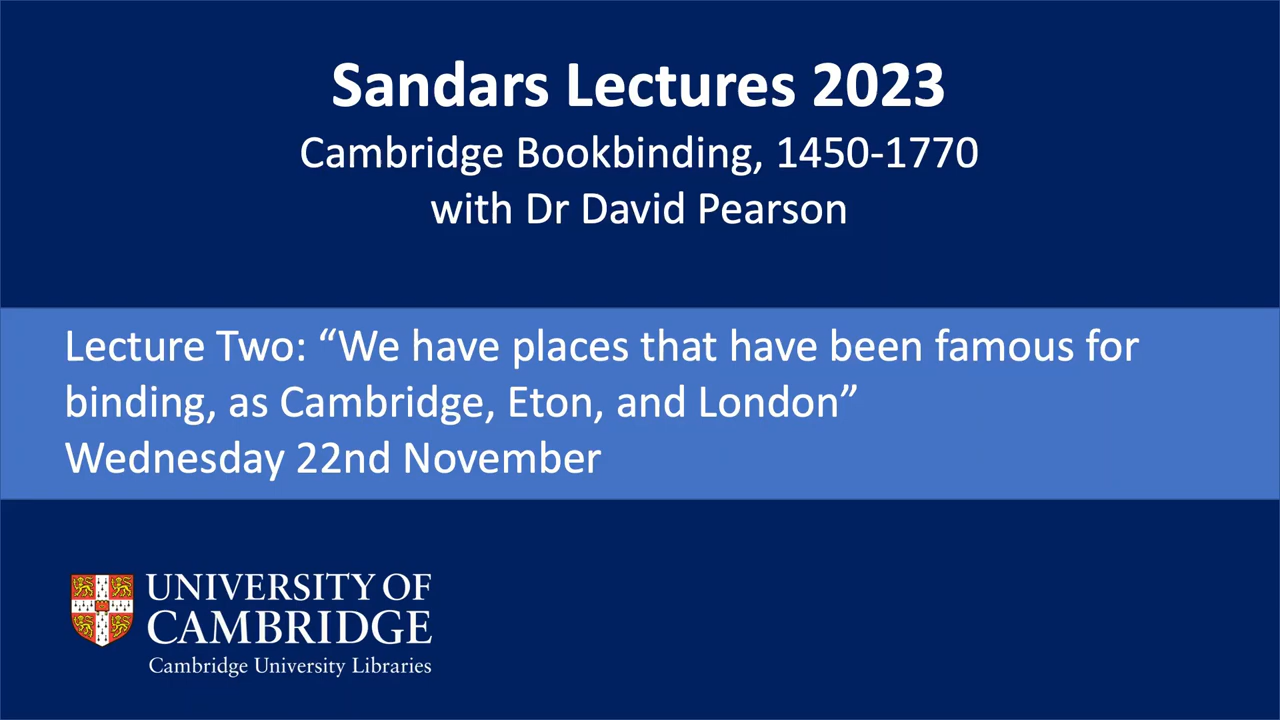 Sandars Lectures 2023
Cambridge Bookbinding, 1450-1770
with Dr David Pearson
Lecture Two: “We have places that have been famous for
binding, as Cambridge, Eton, and London”
Wednesday 22nd November
UNIVERSITY OF
CAMBRIDGE
Cambridge University Libraries